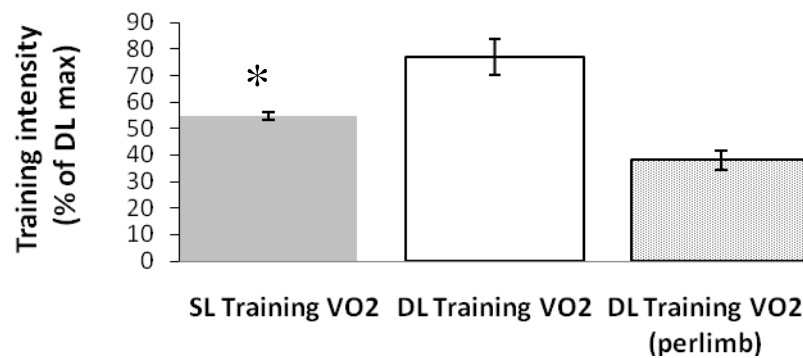 Training intensity
(% of DL max)
90
80
70
60
50
40
30
20
10
0
*
SL Training VO2 DL Training VO2 DL Training VO2
(perlimb)